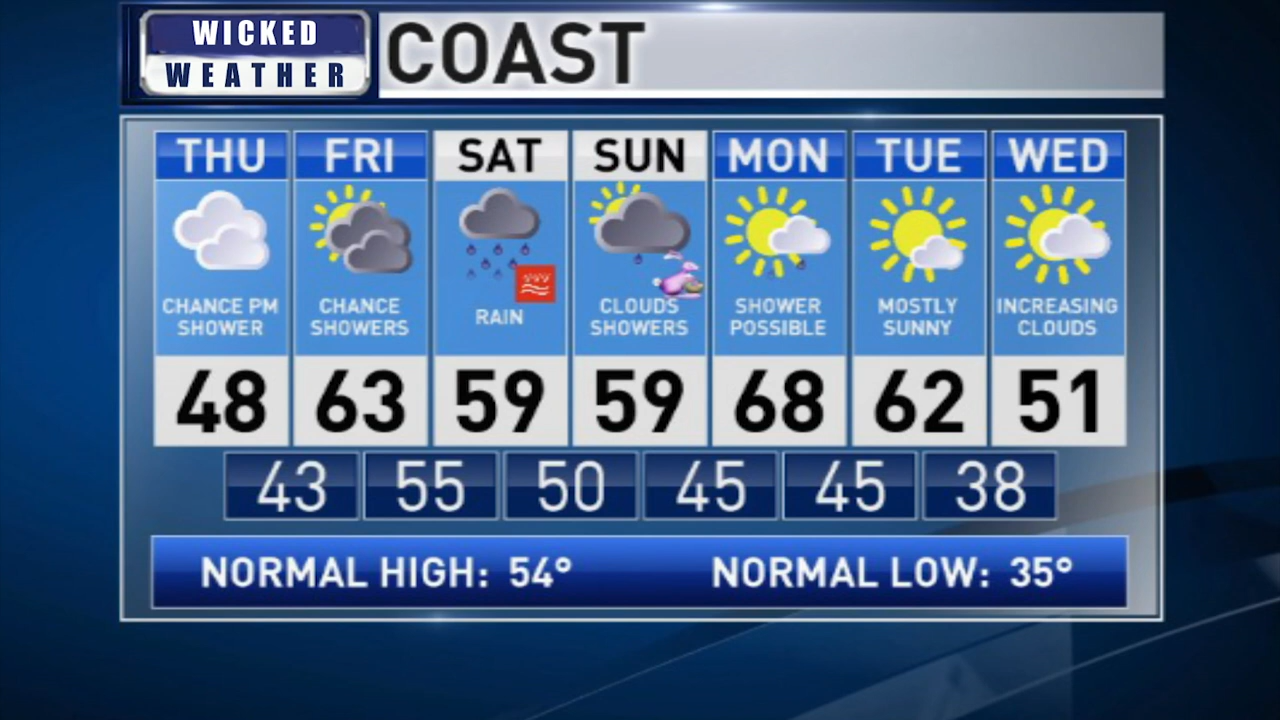 WICKED
WEATHER
COAST
THU FRI SAT SUN MON TUE WED
CHANCE PM SHOWER
CHANCE SHOWERS
RAIN
CLOUDS SHOWERS
SHOWER POSSIBLE
MOSTLY SUNNY
INCREASING CLOUDS
48 63 59 59 68 62 51
43 55 50 45 45 38
NORMAL HIGH: 54° NORMAL LOW: 35°